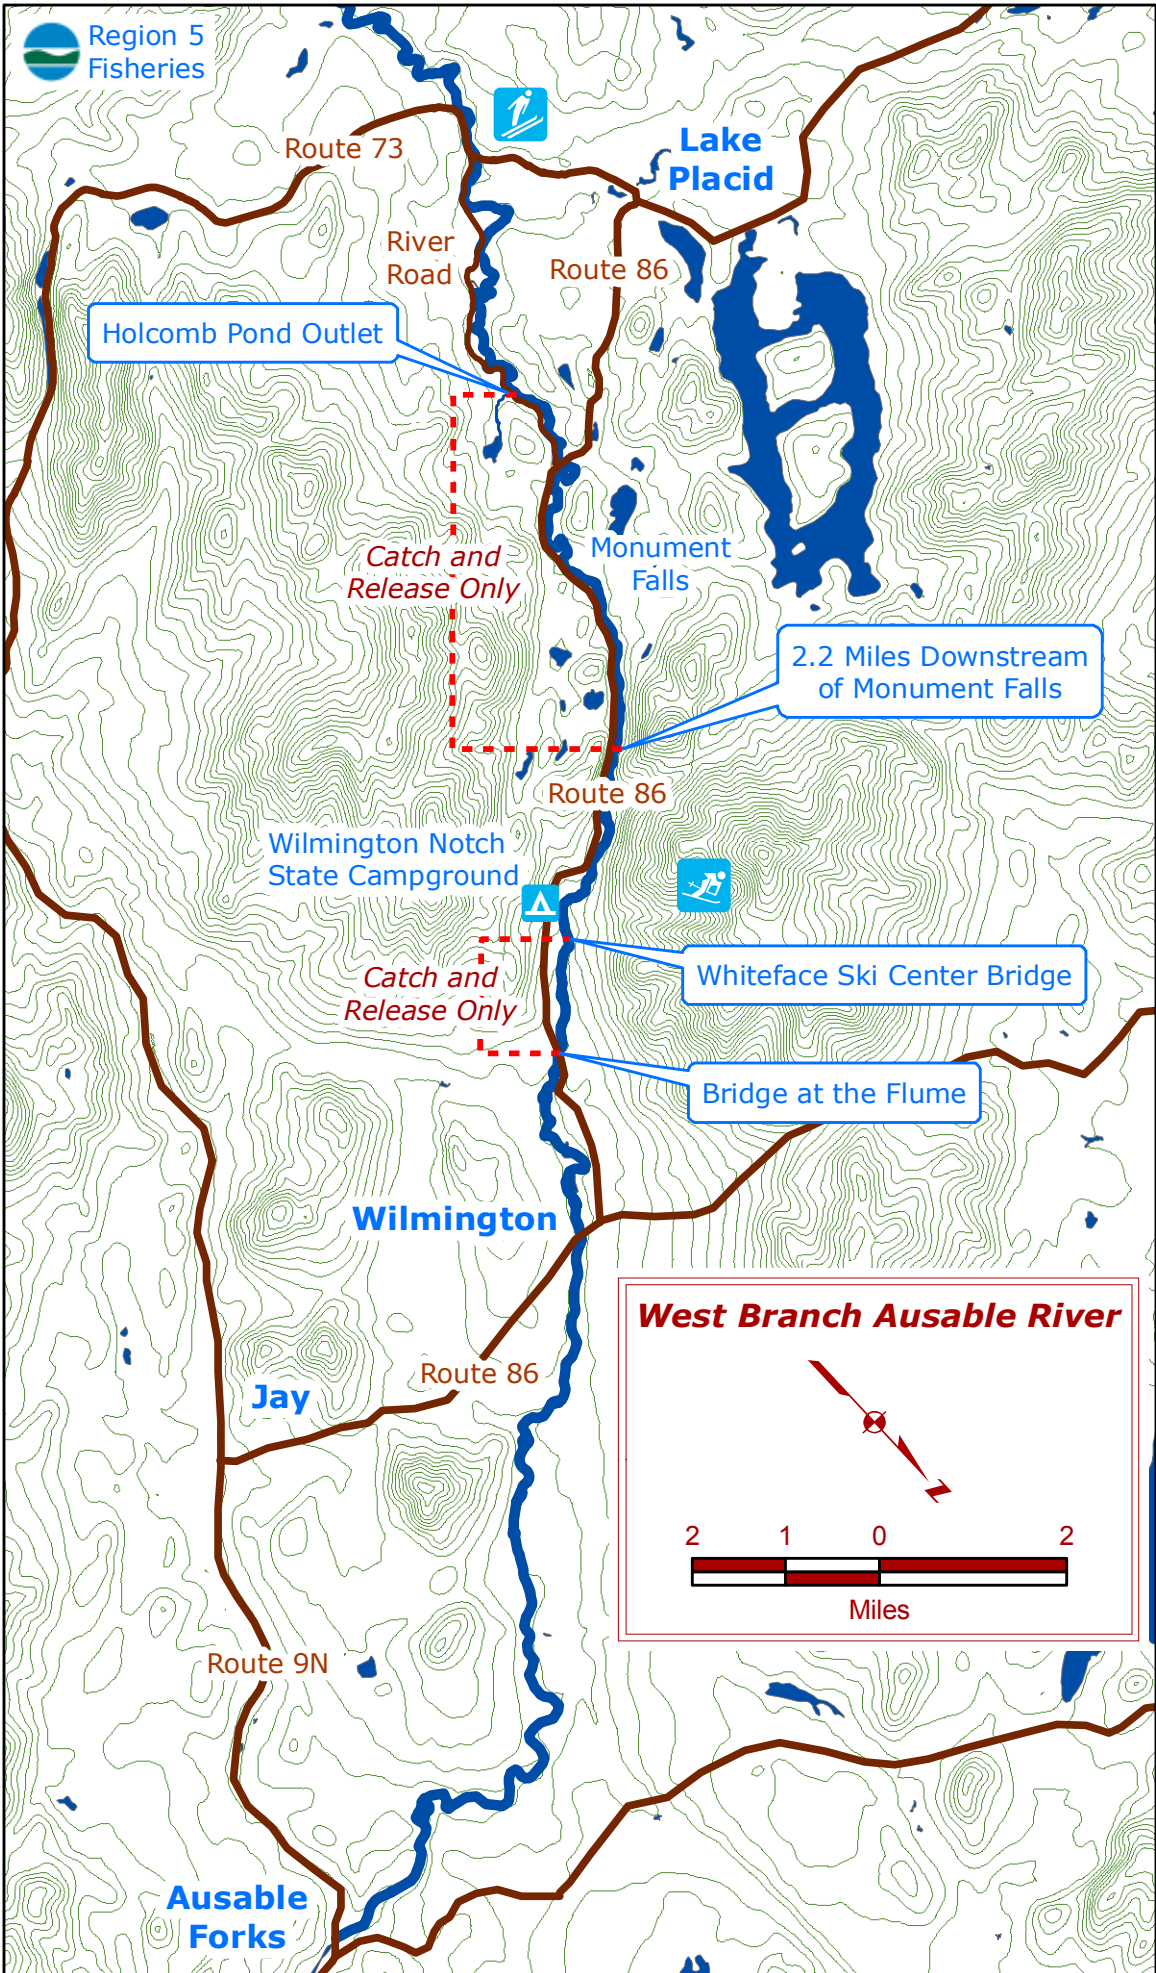 Region 5
Fisheries
Route 73
Lake
Placid
River
Road
Route 86
Holcomb Pond Outlet
Catch and
Release Only
Monument
Falls
2.2 Miles Downstream
of Monument Falls
Route 86
Wilmington Notch
State Campground
Whiteface Ski Center Bridge
Catch and
Release Only
Bridge at the Flume
Wilmington
West Branch Ausable River
N
Route 86
Jay
2 1 0 2
Miles
Route 9N
Ausable
Forks